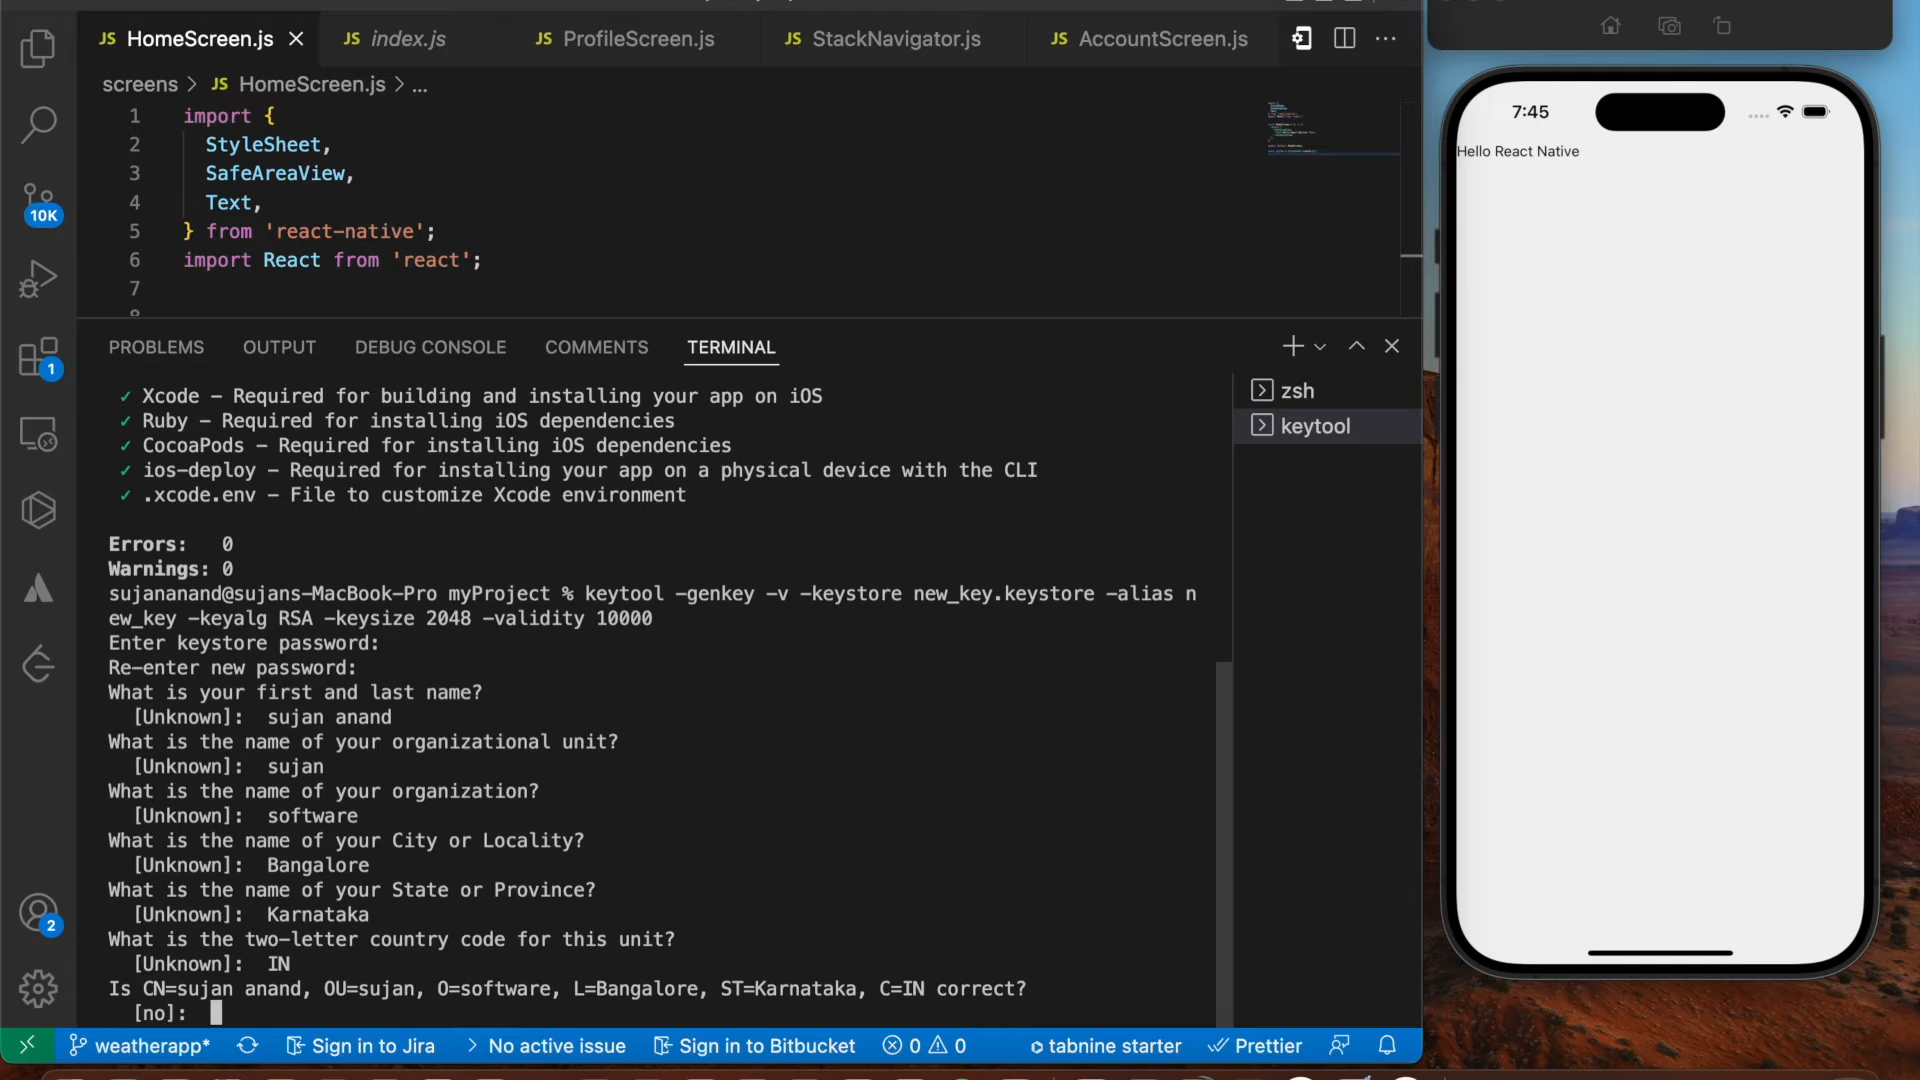 JS HomeScreen.js
JS index.js
JS ProfileScreen.js
JS StackNavigator.js
JS AccountScreen.js
screens > JS HomeScreen.js > ...
1 import {
2 StyleSheet,
3 SafeAreaView,
4 Text,
5 } from 'react-native';
6 import React from 'react';
7
8
10K
1
2
PROBLEMS OUTPUT DEBUG CONSOLE COMMENTS TERMINAL
zsh
keytool
✓ Xcode – Required for building and installing your app on iOS
✓ Ruby – Required for installing iOS dependencies
✓ CocoaPods – Required for installing iOS dependencies
✓ ios-deploy – Required for installing your app on a physical device with the CLI
✓ .xcode.env – File to customize Xcode environment
Errors: 0
Warnings: 0
sujananand@sujans-MacBook-Pro myProject % keytool -genkey -v -keystore new_key.keystore -alias n
ew_key -keyalg RSA -keysize 2048 -validity 10000
Enter keystore password:
Re-enter new password:
What is your first and last name?
[Unknown]: sujan anand
What is the name of your organizational unit?
[Unknown]: sujan
What is the name of your organization?
[Unknown]: software
What is the name of your City or Locality?
[Unknown]: Bangalore
What is the name of your State or Province?
[Unknown]: Karnataka
What is the two-letter country code for this unit?
[Unknown]: IN
Is CN=sujan anand, OU=sujan, O=software, L=Bangalore, ST=Karnataka, C=IN correct?
[no]:
weatherapp* Sign in to Jira > No active issue Sign in to Bitbucket 0 0 tabnine starter Prettier
7:45
Hello React Native